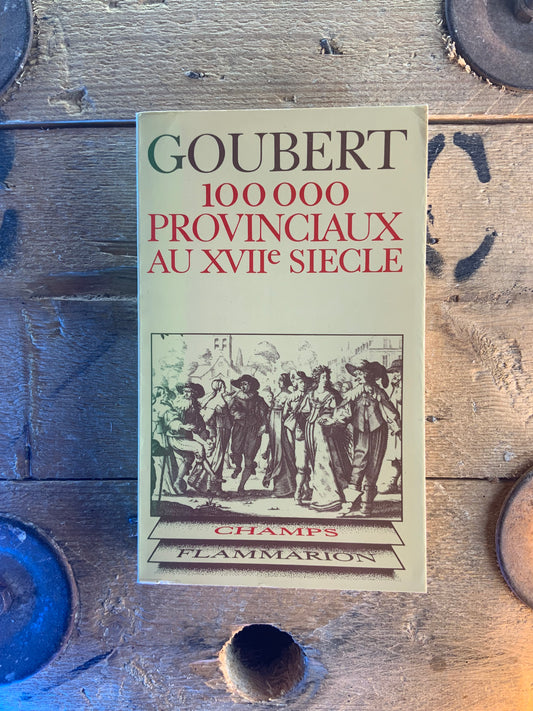 GOUBERT
100 000
PROVINCIAUX
AU XVIIe SIECLE
CHAMPS
FLAMMARION